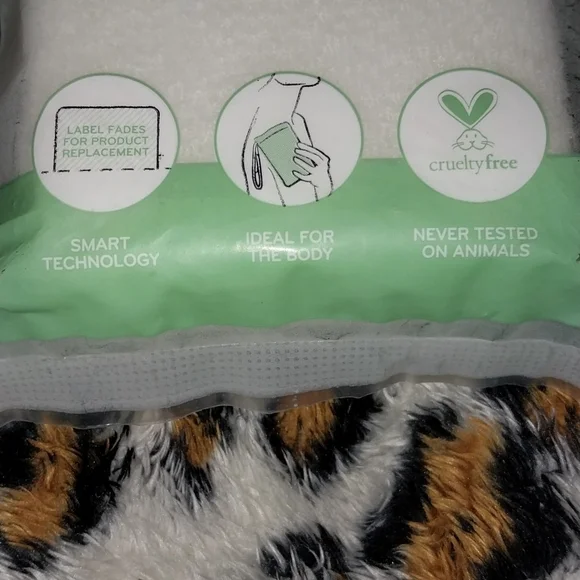 LABEL FADES
FOR PRODUCT
REPLACEMENT
SMART
TECHNOLOGY
IDEAL FOR
THE BODY
crueltyfree
NEVER TESTED
ON ANIMALS